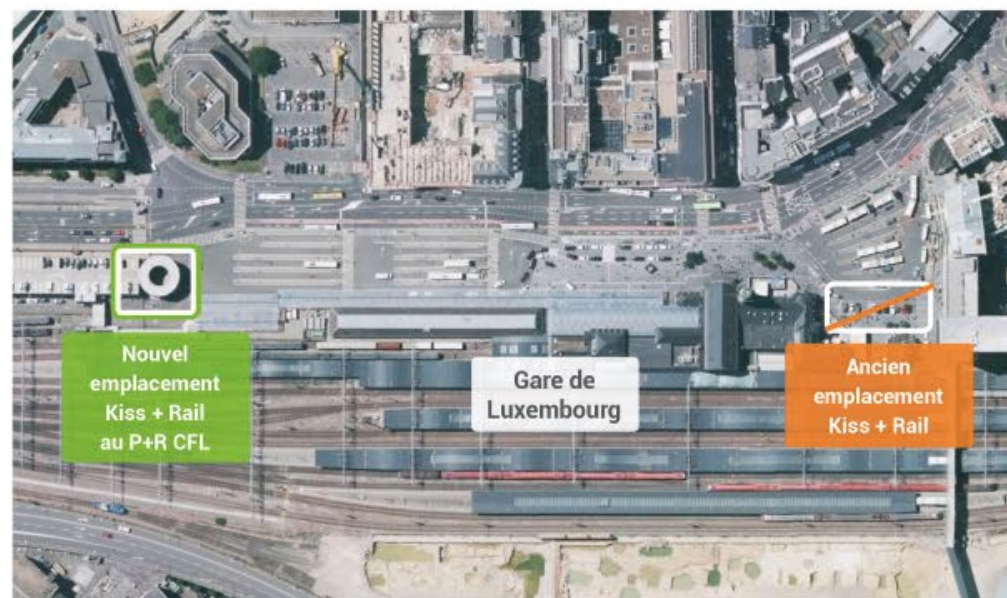 Nouvel
emplacement
Kiss + Rail
au P+R CFL
Gare de
Luxembourg
Ancien
emplacement
Kiss + Rail